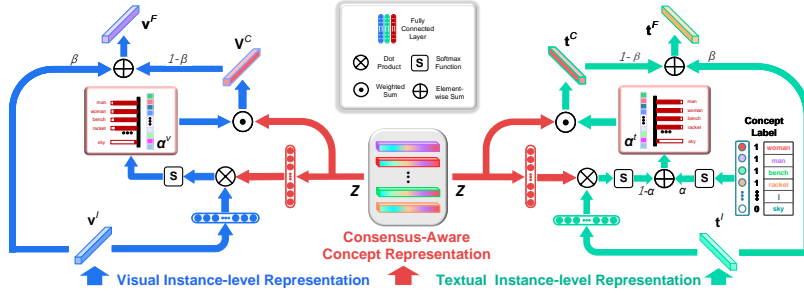 v^F
β
1-β
V^C
man
woman
bench
racket
sky
α^v
S
v^I
Visual Instance-level Representation
Fully
Connected
Layer
Dot
Product
S
Softmax
Function
Weighted
Sum
Element-
wise Sum
Z
Z
Consensus-Aware
Concept Representation
t^F
t^C
1-β
β
man
woman
bench
racket
sky
α^t
S
1-α
α
S
t^I
Concept
Label
1 woman
1 man
1 bench
1 racket
0 sky
Textual Instance-level Representation